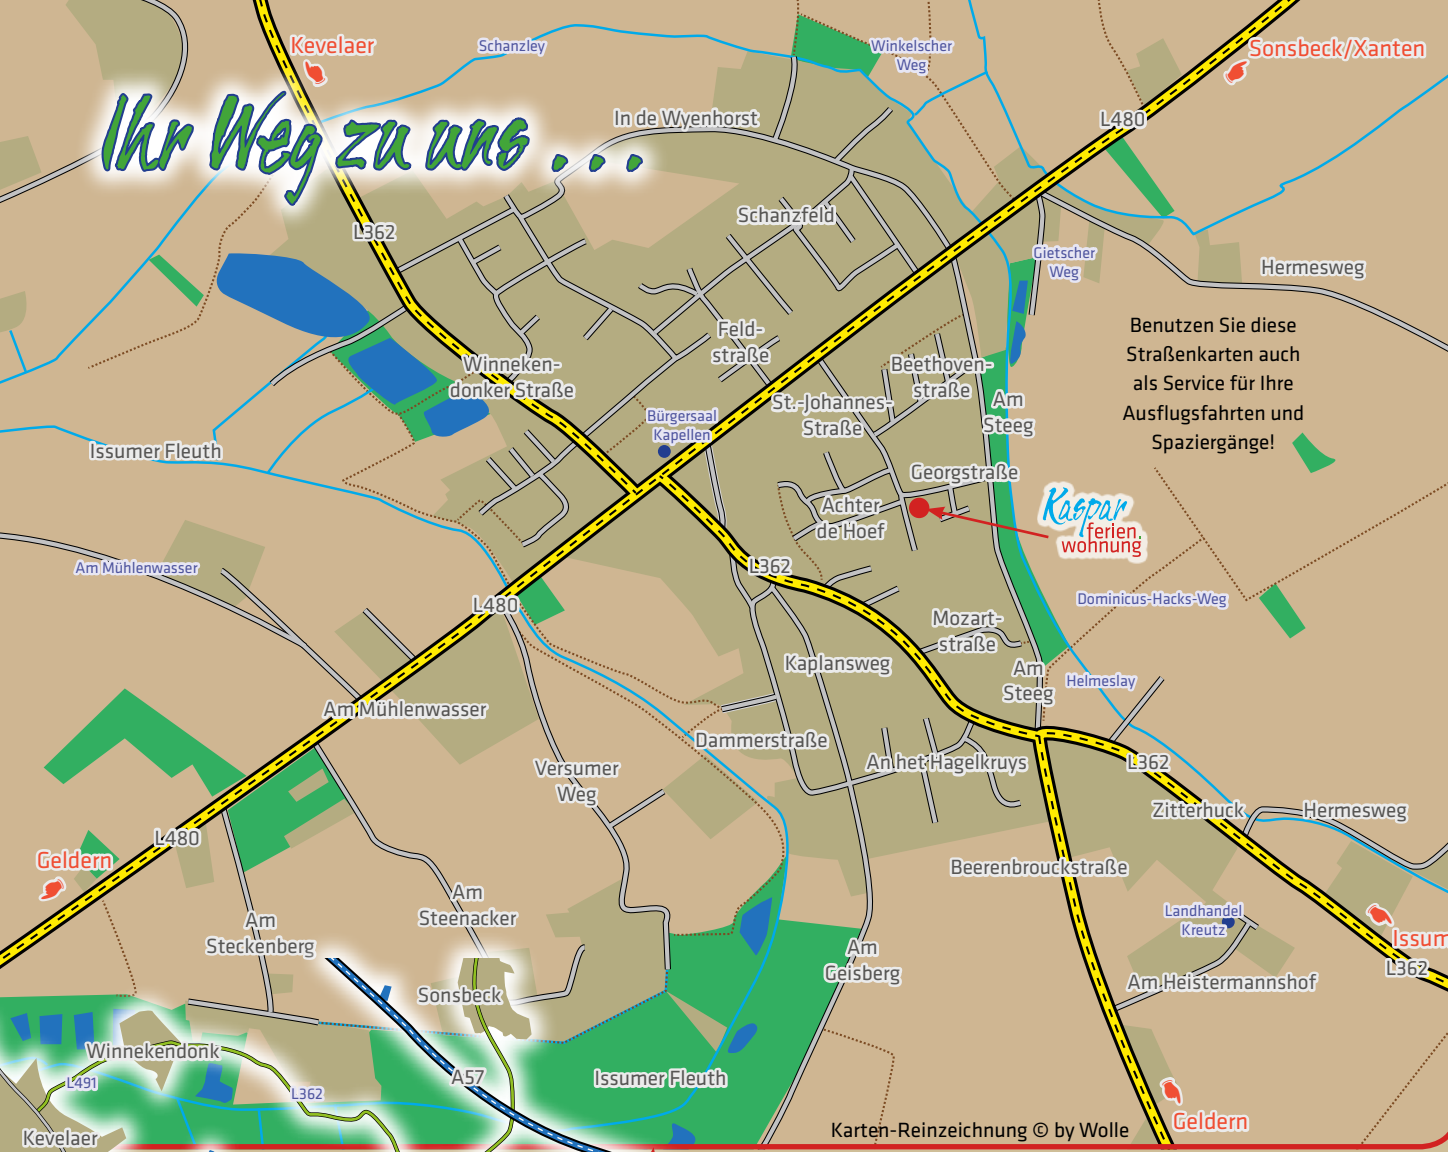 Kevelaer
Schanzley
Winkelscher
Weg
Sonsbeck/Xanten
Ihr Weg zu uns . . .
In de Wyenhorst
L480
L362
Schanzfeld
Gietscher
Weg
Hermesweg
Feld-
straße
Benutzen Sie diese
Straßenkarten auch
als Service für Ihre
Ausflugsfahrten und
Spaziergänge!
Winneken-
donker Straße
Beethoven-
straße
St.-Johannes-
Straße
Am
Steeg
Bürgersaal
Kapellen
Issumer Fleuth
Georgstraße
Achter
de Hoef
Kaspar
ferien
wohnung
Am Mühlenwasser
L362
L480
Dominicus-Hacks-Weg
Mozart-
straße
Kaplansweg
Am
Steeg
Helmeslay
Am Mühlenwasser
Dammerstraße
An het Hagelkruys
L362
Versumer
Weg
Zitterhuck
Hermesweg
L480
Geldern
Beerenbrouckstraße
Am
Steenacker
Landhandel
Kreutz
Am
Steckenberg
Issum
L362
Am
Geisberg
Am Heistermannshof
Sonsbeck
Winnekendonk
L491
L362
A57
Issumer Fleuth
Geldern
Kevelaer
Karten-Reinzeichnung © by Wolle